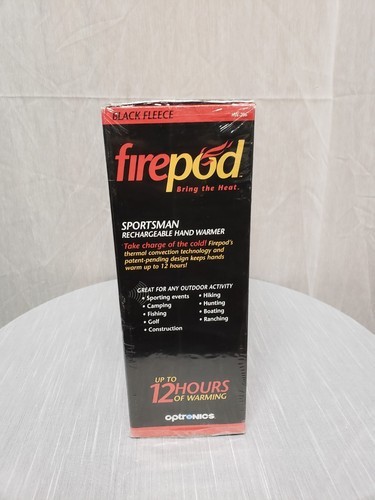 BLACK FLEECE
firepod
Bring the Heat.
SPORTSMAN
RECHARGEABLE HAND WARMER
Take charge of the cold! Firepod's
thermal convection technology and
patent-pending design keeps hands
warm up to 12 hours!
GREAT FOR ANY OUTDOOR ACTIVITY
• Sporting events
• Camping
• Fishing
• Golf
• Construction
• Hiking
• Hunting
• Boating
• Ranching
UP TO
12 HOURS
OF WARMING
OPTRONICS